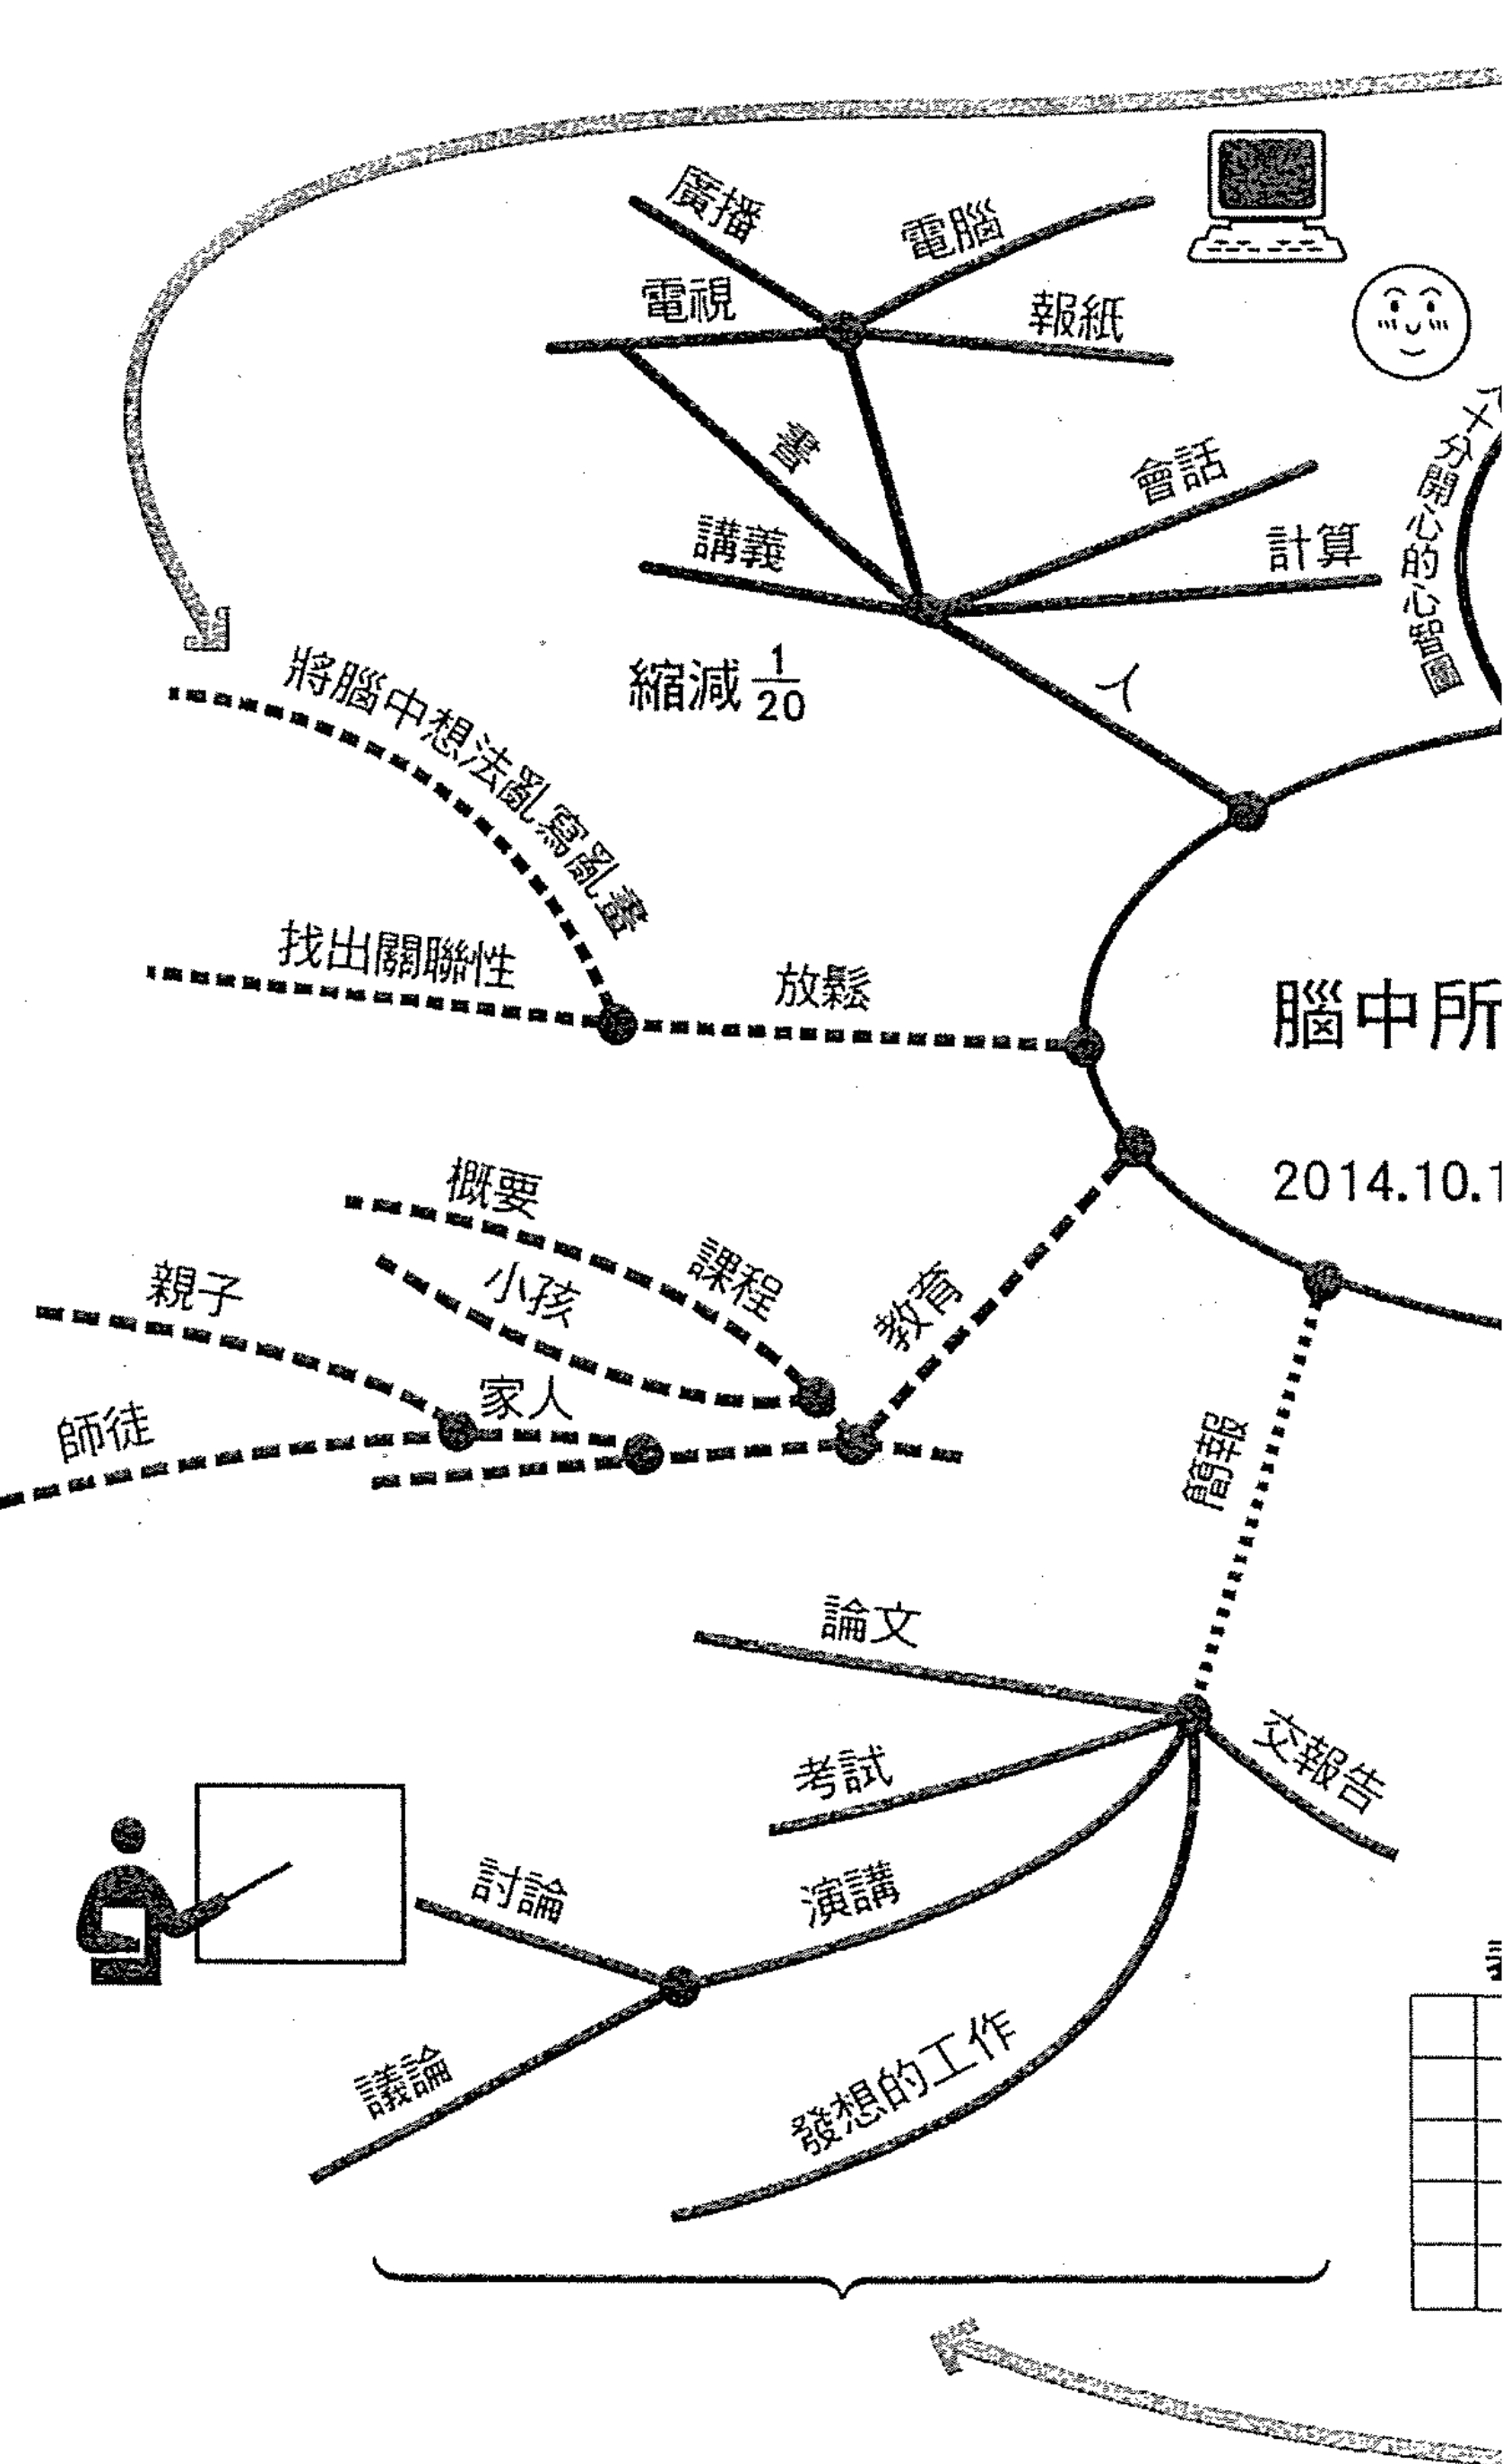 廣播
電腦
電視
報紙
書
會話
講義
計算
十分開心的心智圖
縮減 1/20
入
將腦中想法亂寫亂畫
找出關聯性
放鬆
腦中所
2014.10.1
概要
課程
小孩
親子
教育
家人
師徒
簡報
論文
交報告
考試
演講
討論
議論
發想的工作